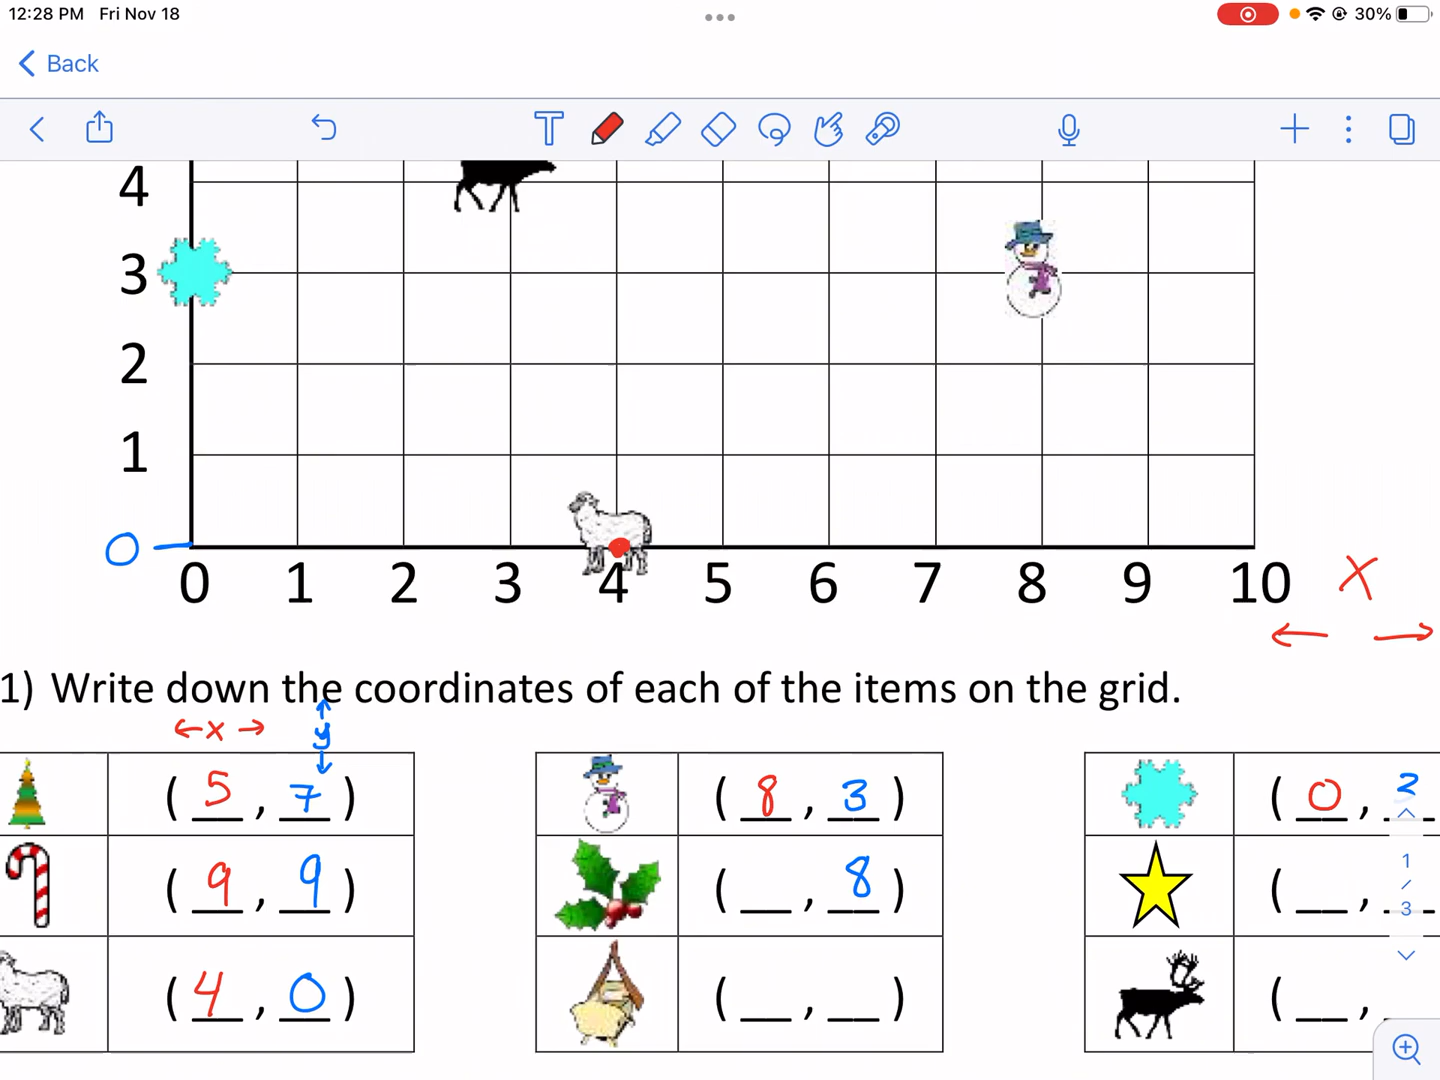 12:28 PM Fri Nov 18
30%
Back
T
4
3
2
1
0
0 1 2 3 4 5 6 7 8 9 10 X
1) Write down the coordinates of each of the items on the grid.
x y
( 5 , 7 ) ( 8 , 3 ) ( 0 , 2
( 9 , 9 ) ( __ , 8 ) ( __ , __
( 4 , 0 ) ( __ , __ ) ( __ ,
1
/
3